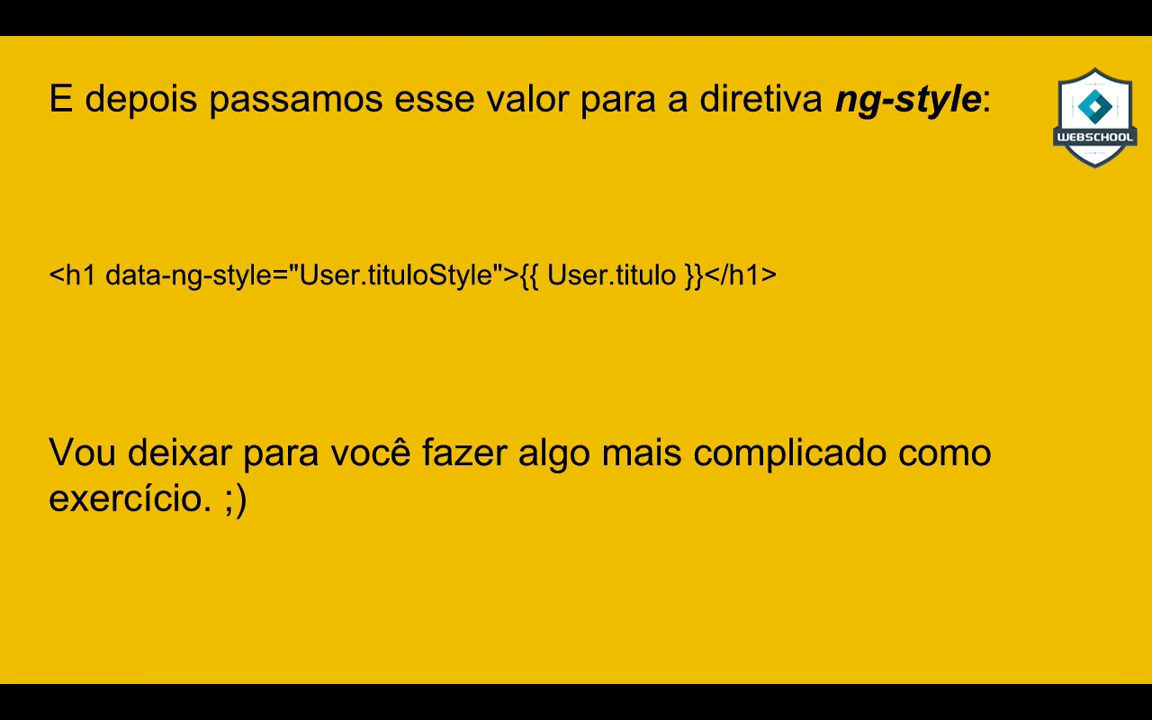 E depois passamos esse valor para a diretiva ng-style:
WEBSCHOOL
<h1 data-ng-style="User.tituloStyle">{{ User.titulo }}</h1>
Vou deixar para você fazer algo mais complicado como
exercício. ;)